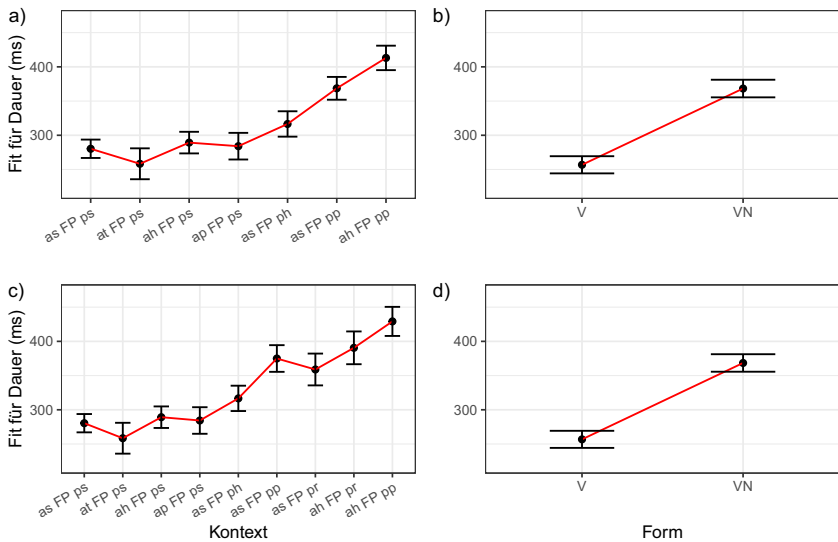 a)
Fit für Dauer (ms)
400
300
as FP ps
at FP ps
ah FP ps
ap FP ps
as FP ph
as FP pp
ah FP pp
b)
400
300
V
VN
c)
Fit für Dauer (ms)
400
300
as FP ps
at FP ps
ah FP ps
ap FP ps
as FP ph
as FP pp
as FP pr
ah FP pr
ah FP pp
Kontext
d)
400
300
V
VN
Form